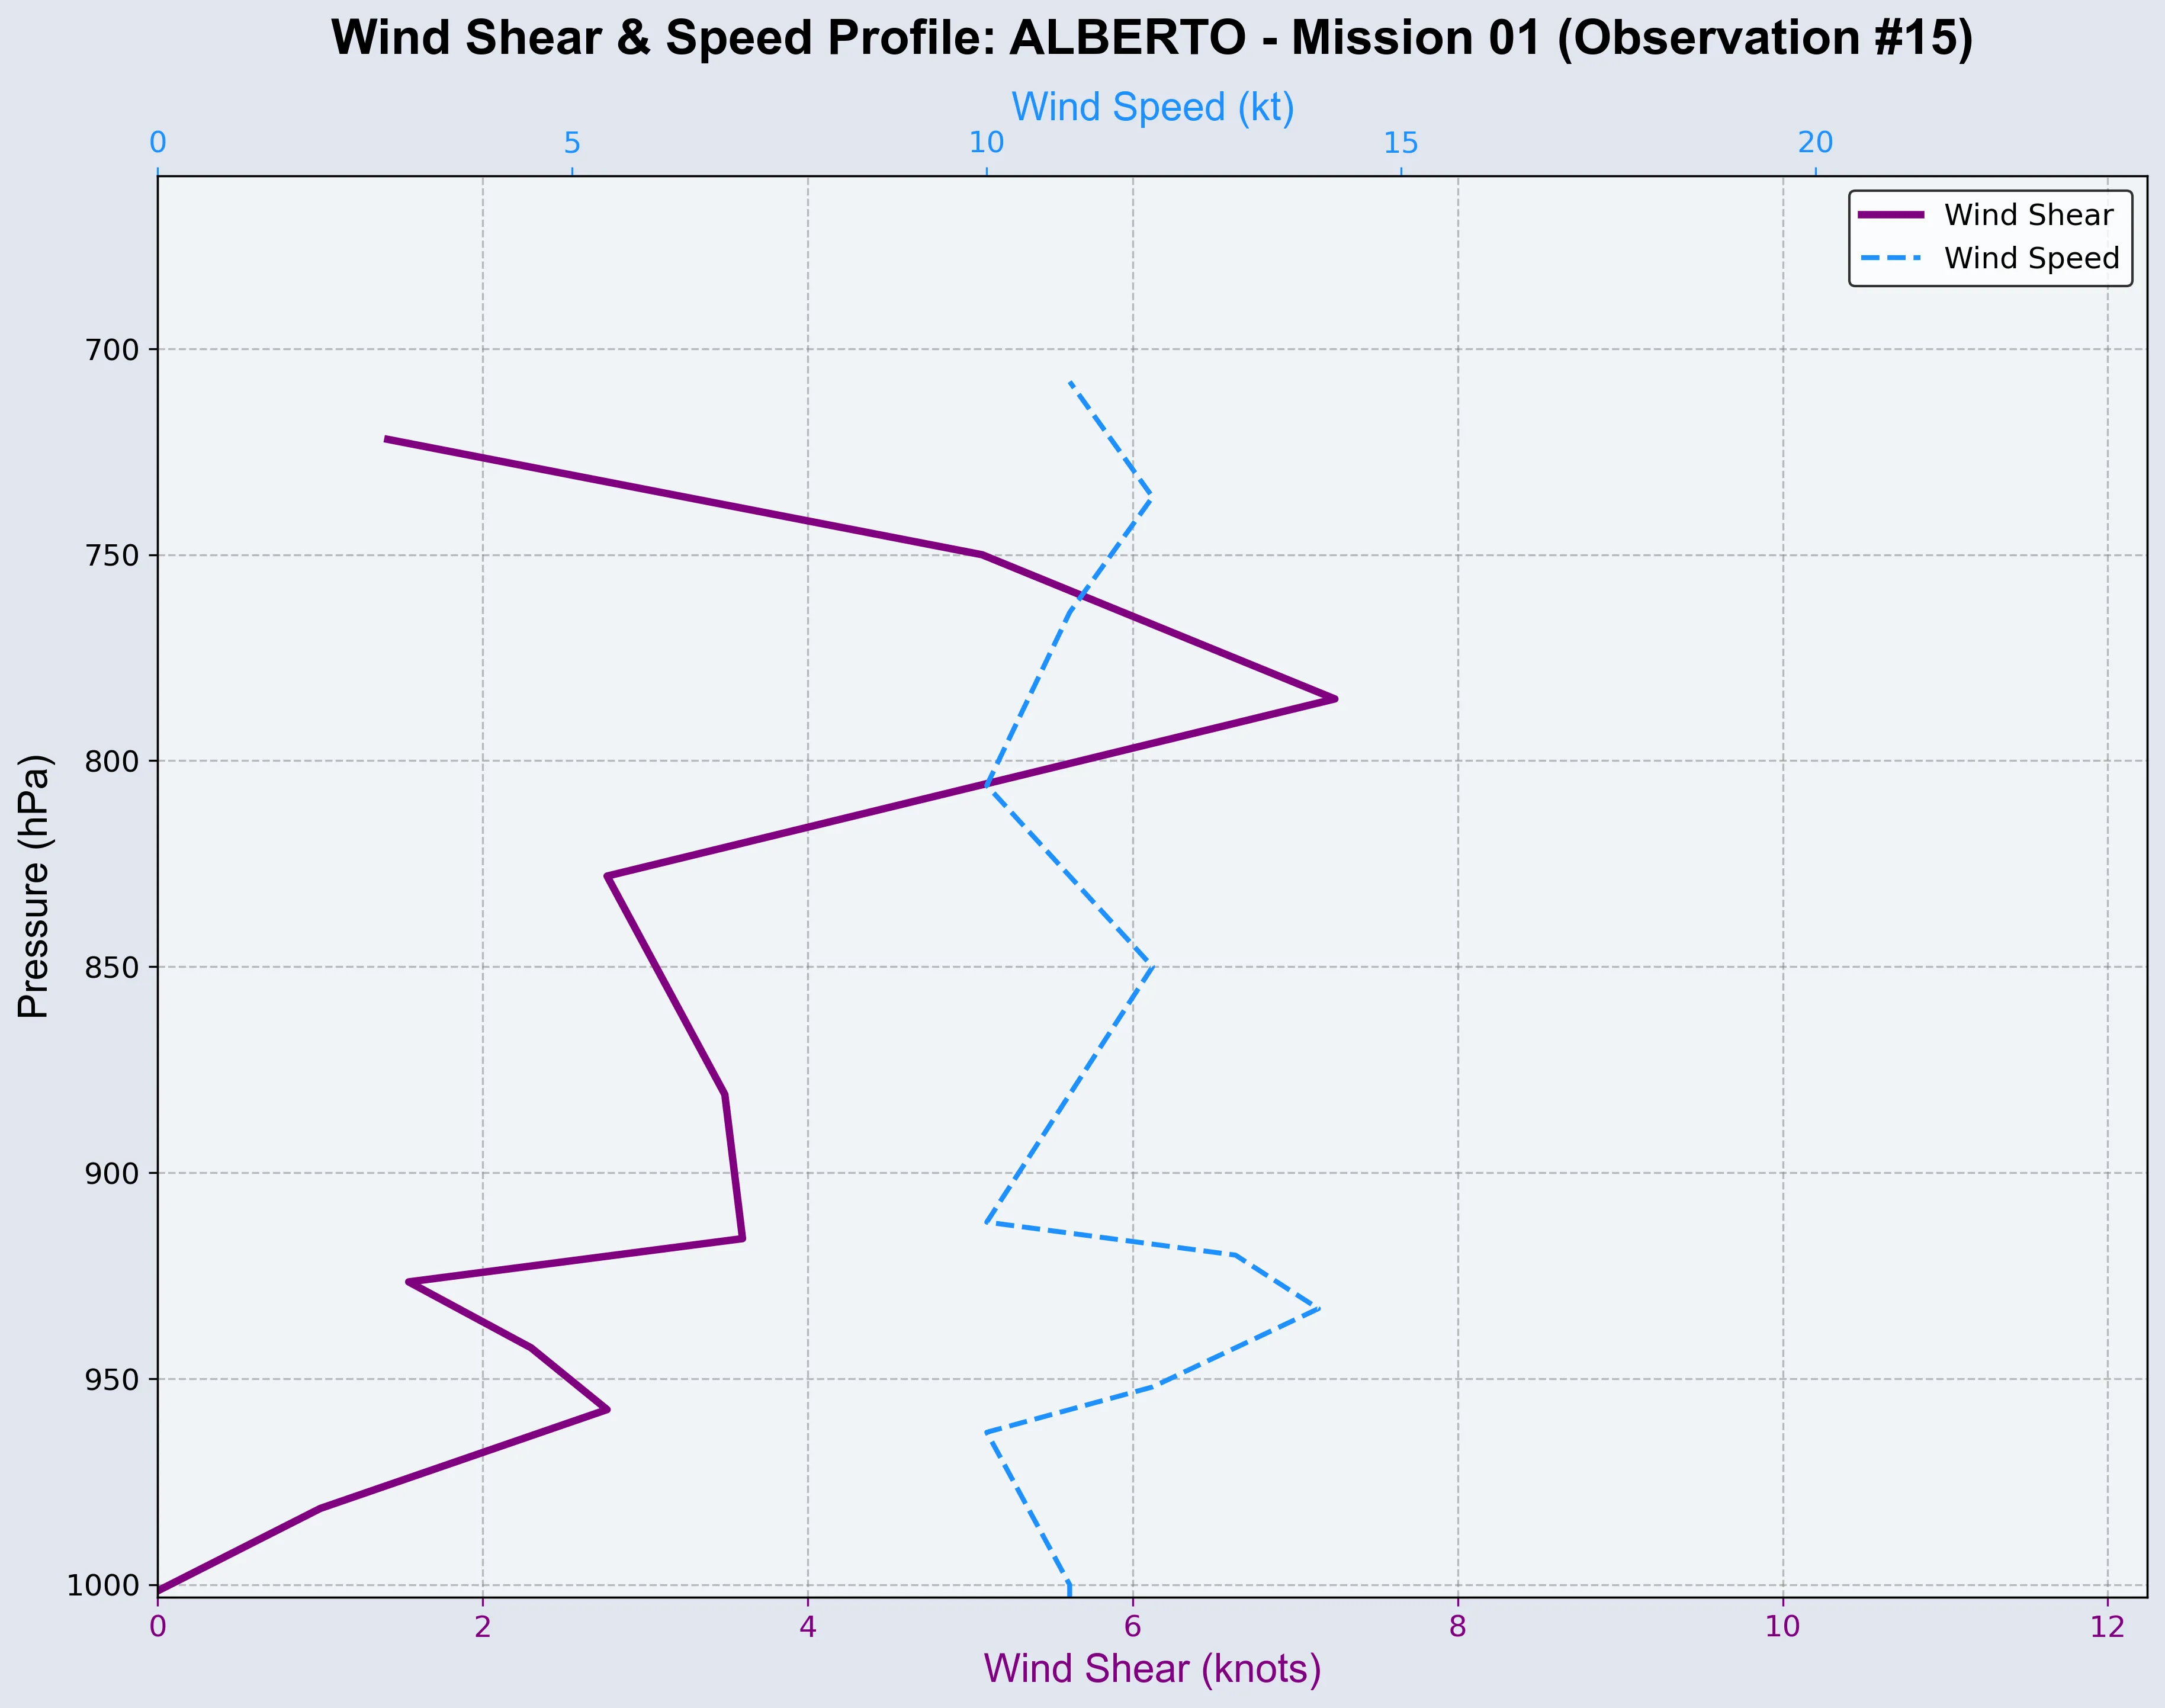 Wind Shear & Speed Profile: ALBERTO - Mission 01 (Observation #15)
Wind Speed (kt)
0 5 10 15 20
Wind Shear
Wind Speed
700
750
800
850
900
950
1000
Pressure (hPa)
0 2 4 6 8 10 12
Wind Shear (knots)